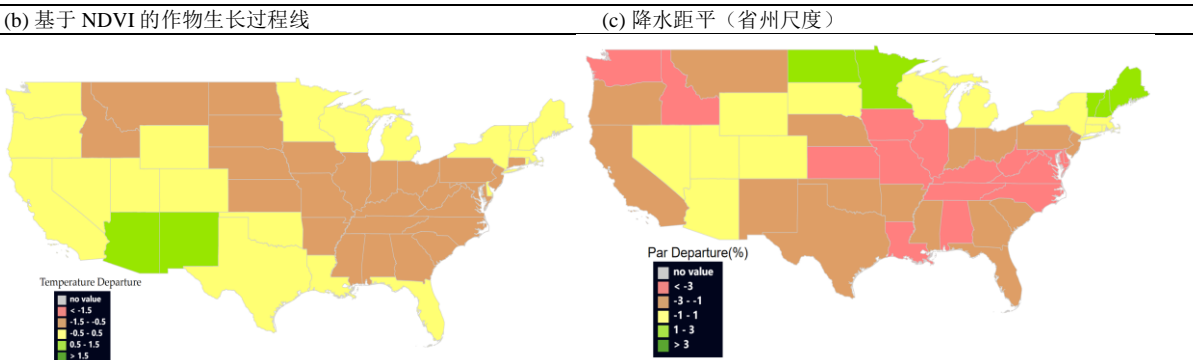 (b) 基于 NDVI 的作物生长过程线
(c) 降水距平（省州尺度）
Temperature Departure
no value
< -1.5
-1.5 - -0.5
-0.5 - 0.5
0.5 - 1.5
> 1.5
Par Departure(%)
no value
< -3
-3 - -1
-1 - 1
1 - 3
> 3